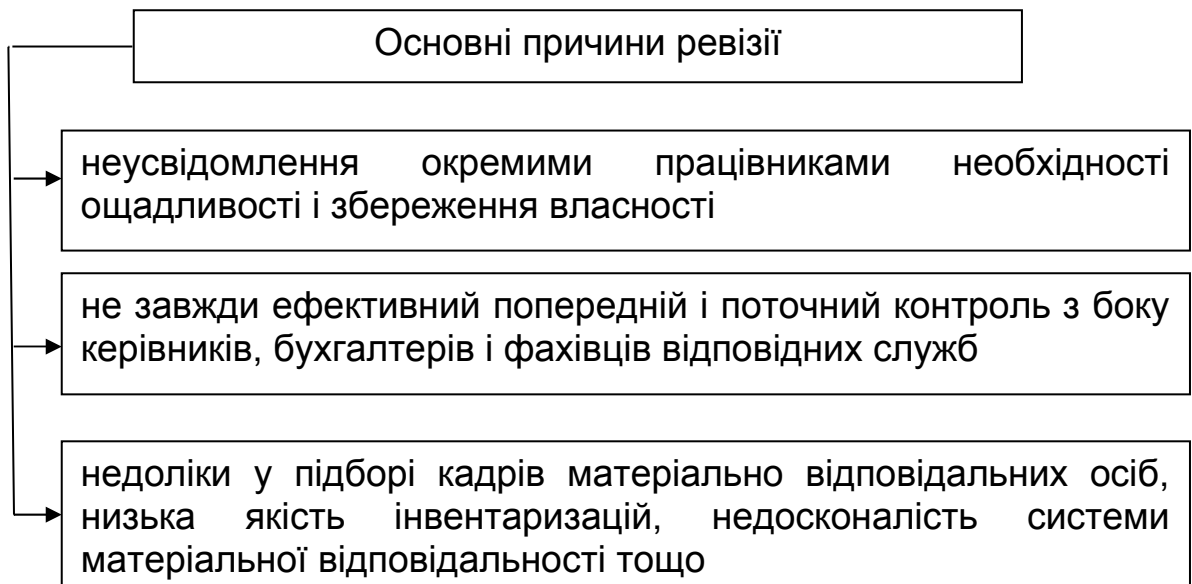 Основні причини ревізії
неусвідомлення окремими працівниками необхідності
ощадливості і збереження власності
не завжди ефективний попередній і поточний контроль з боку
керівників, бухгалтерів і фахівців відповідних служб
недоліки у підборі кадрів матеріально відповідальних осіб,
низька якість інвентаризацій, недосконалість системи
матеріальної відповідальності тощо